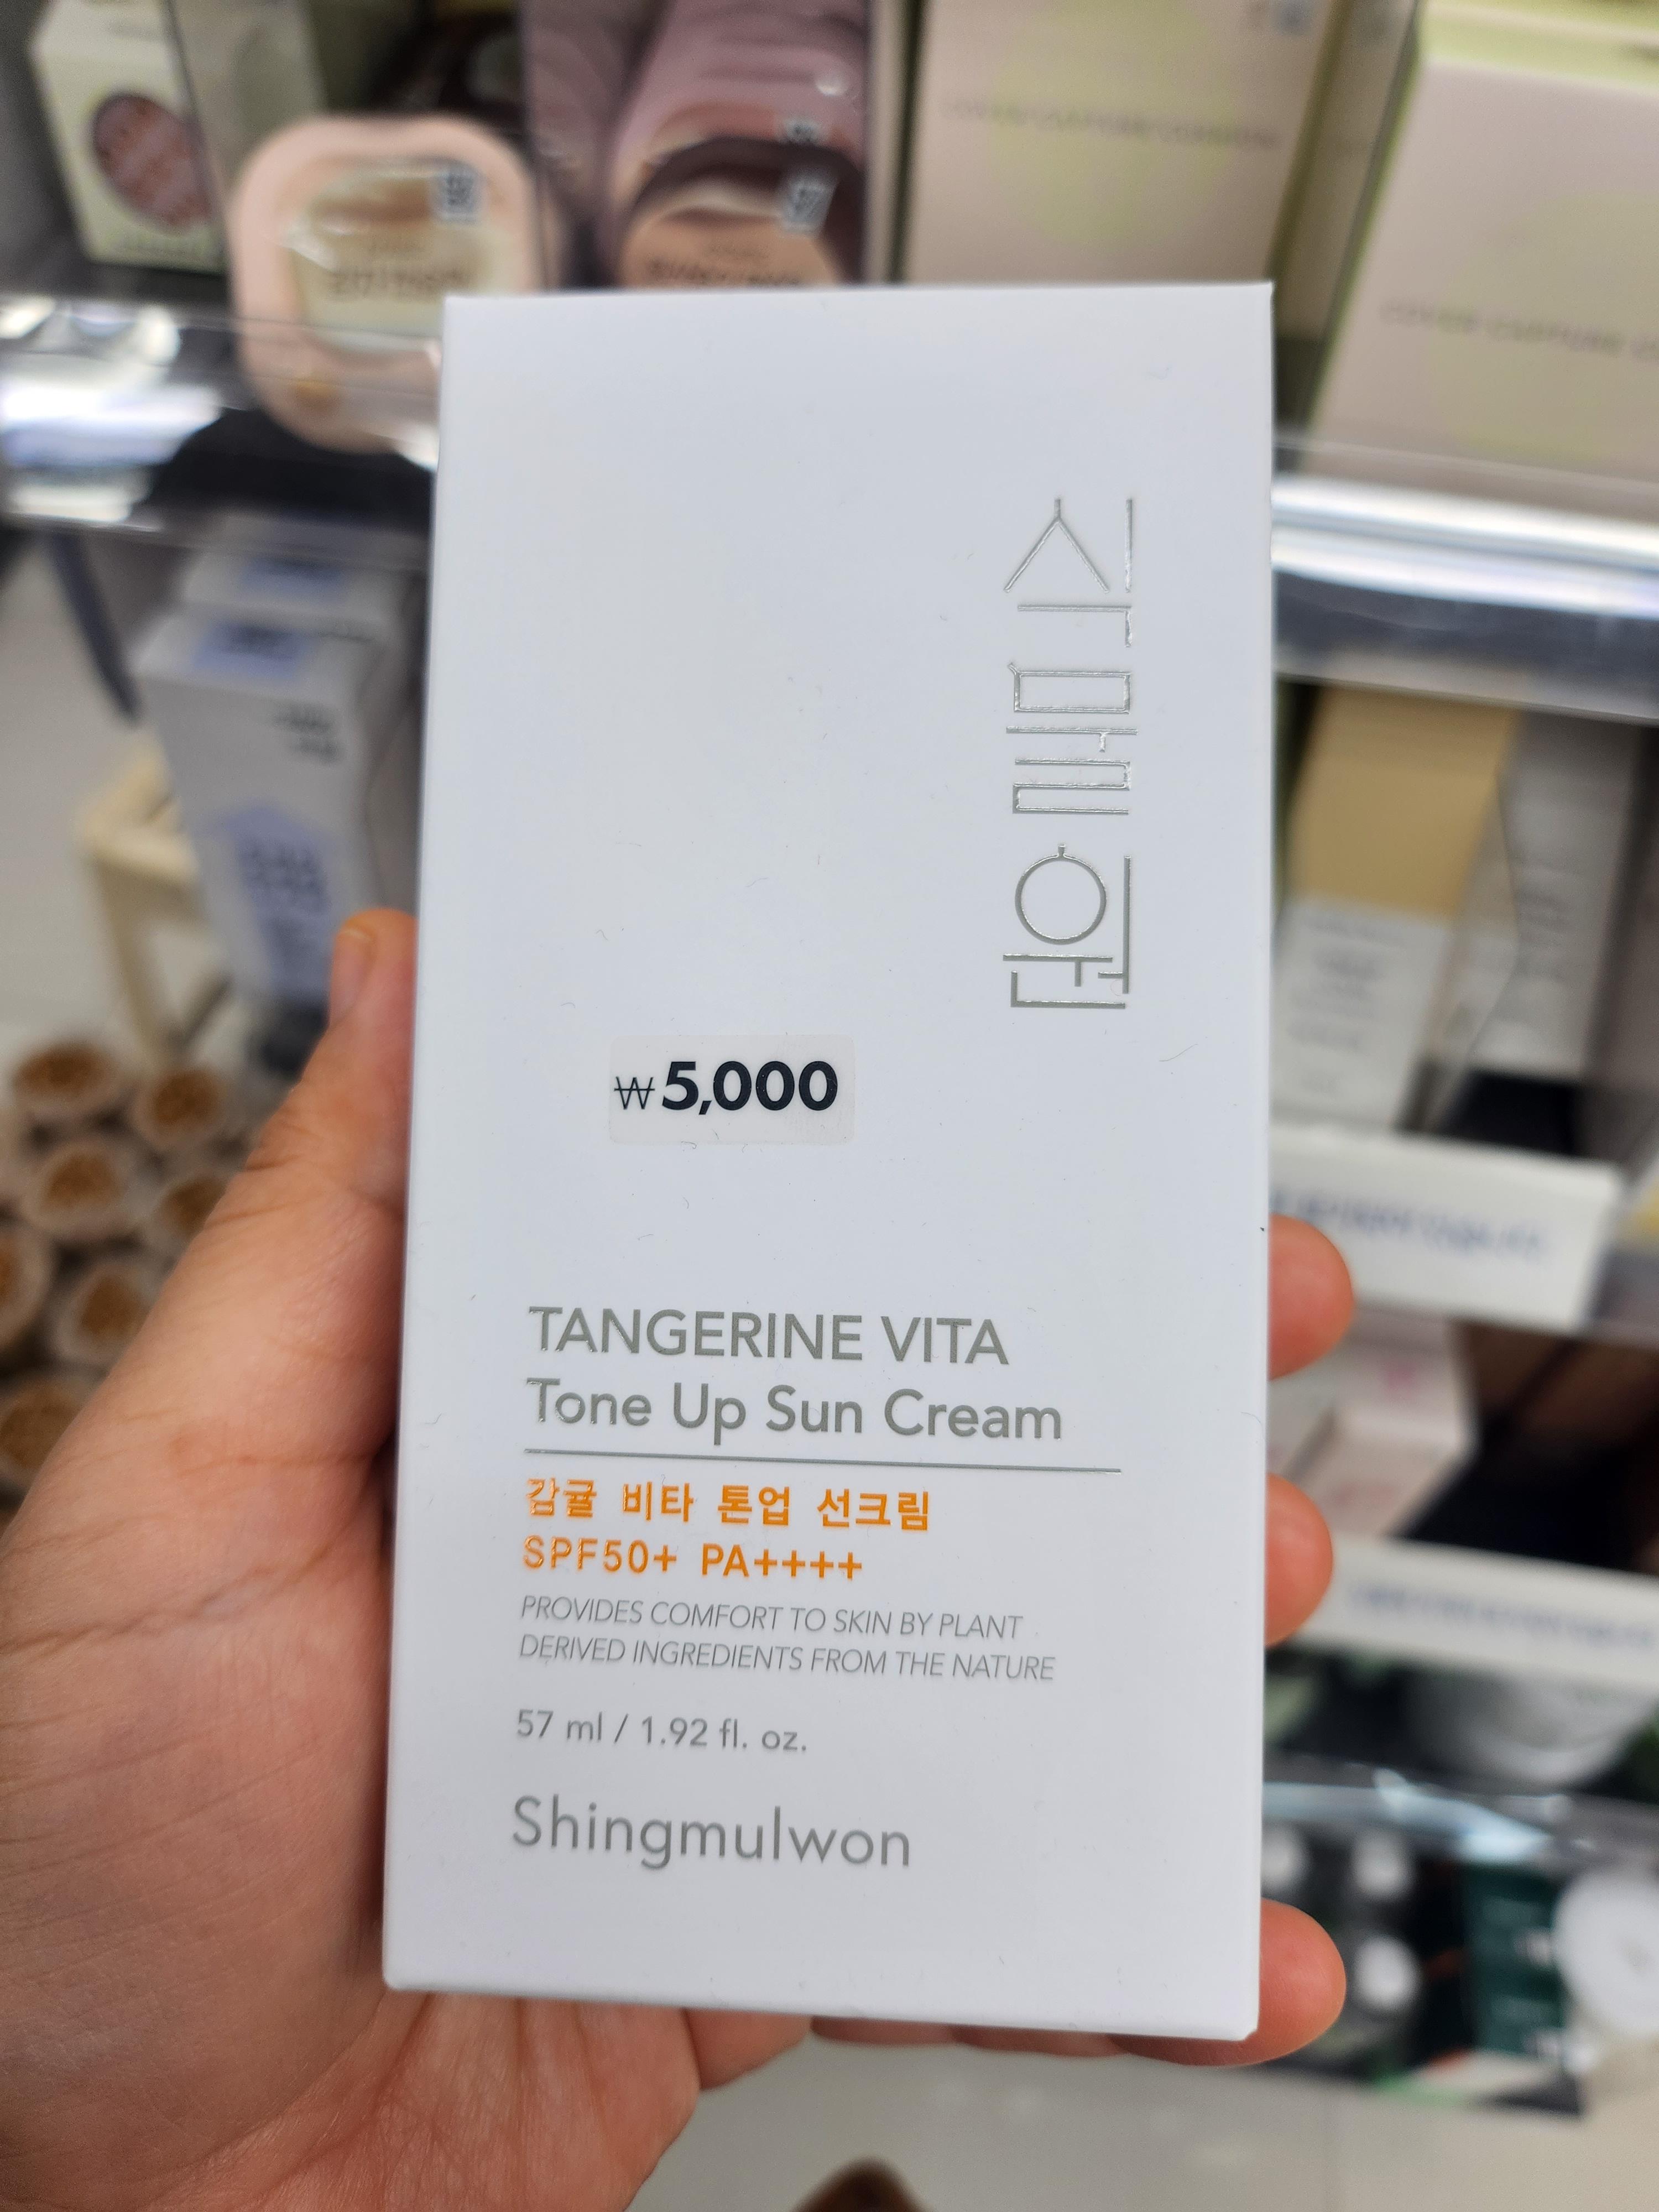 식물원
₩5,000
TANGERINE VITA
Tone Up Sun Cream
감귤 비타 톤업 선크림
SPF50+ PA++++
PROVIDES COMFORT TO SKIN BY PLANT
DERIVED INGREDIENTS FROM THE NATURE
57 ml / 1.92 fl. oz.
Shingmulwon